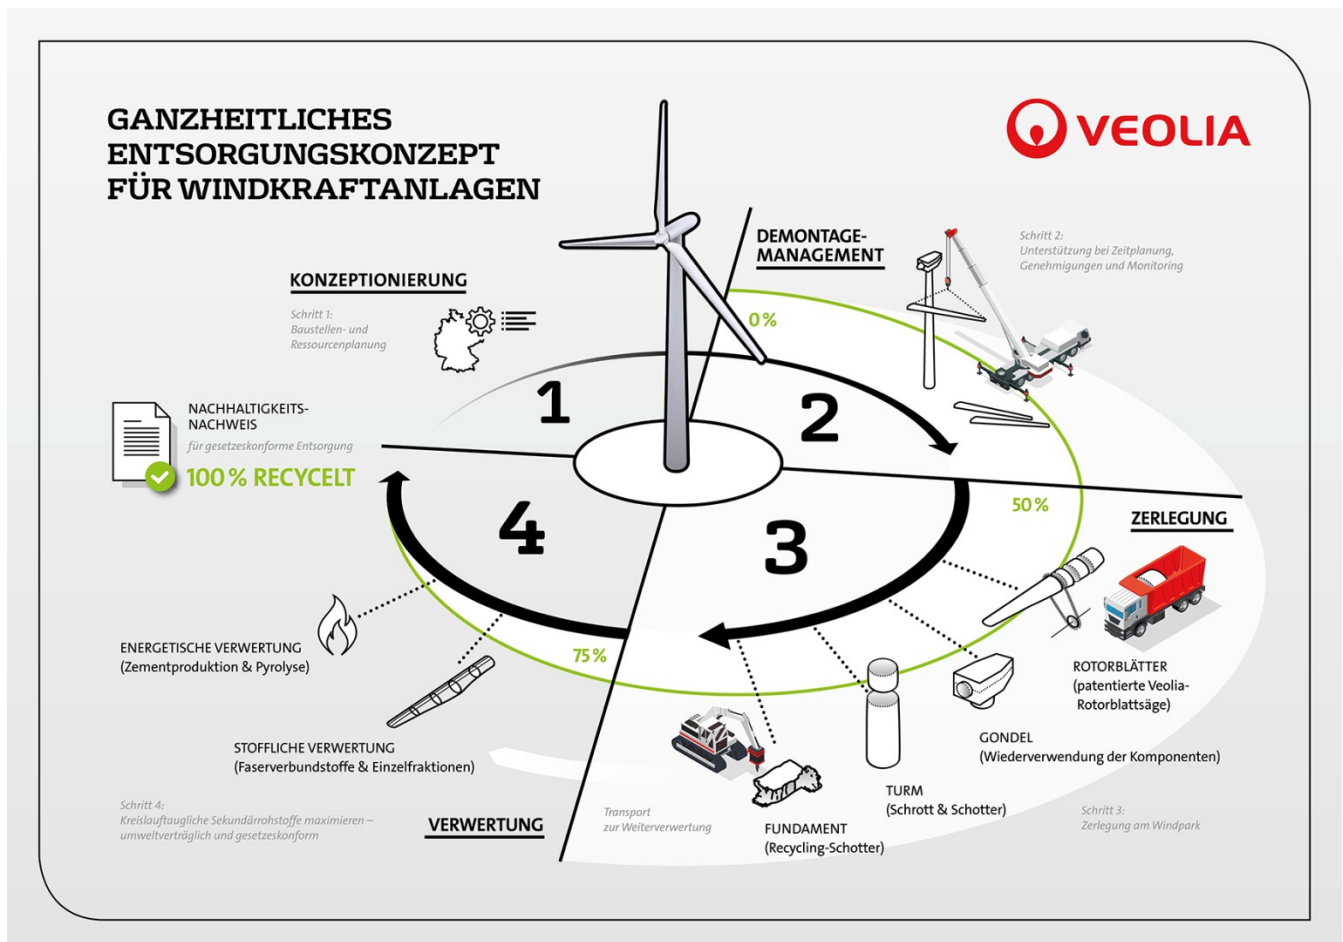 GANZHEITLICHES
ENTSORGUNGSKONZEPT
FÜR WINDKRAFTANLAGEN
VEOLIA
KONZEPTIONIERUNG
Schritt 1:
Baustellen- und
Ressourcenplanung
1
DEMONTAGE-
MANAGEMENT
Schritt 2:
Unterstützung bei Zeitplanung,
Genehmigungen und Monitoring
0 %
2
NACHHALTIGKEITS-
NACHWEIS
für gesetzeskonforme Entsorgung
100 % RECYCELT
50 %
ZERLEGUNG
3
ROTORBLÄTTER
(patentierte Veolia-
Rotorblattsäge)
GONDEL
(Wiederverwendung der Komponenten)
TURM
(Schrott & Schotter)
FUNDAMENT
(Recycling-Schotter)
Schritt 3:
Zerlegung am Windpark
Transport
zur Weiterverwertung
75 %
4
ENERGETISCHE VERWERTUNG
(Zementproduktion & Pyrolyse)
STOFFLICHE VERWERTUNG
(Faserverbundstoffe & Einzelfraktionen)
Schritt 4:
Kreislauftaugliche Sekundärrohstoffe maximieren –
umweltverträglich und gesetzeskonform
VERWERTUNG